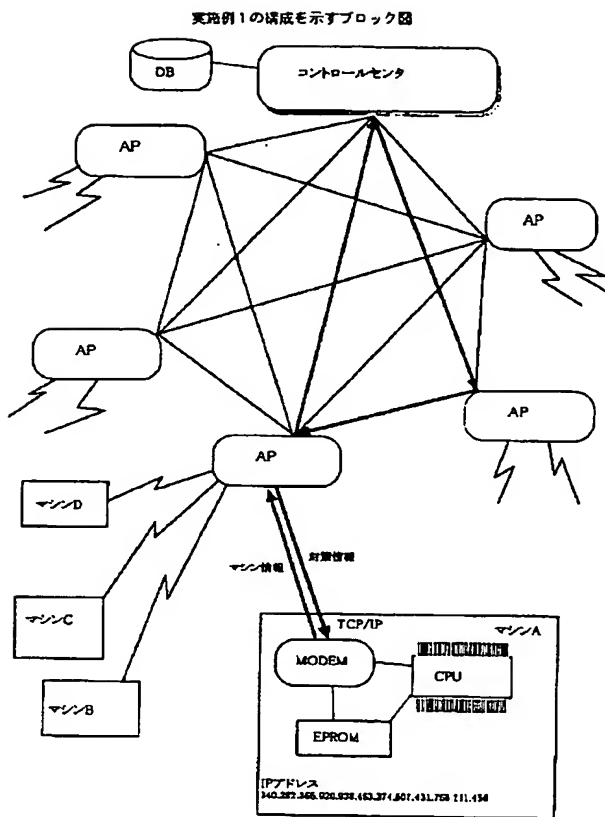 実施例1の構成を示すブロック図
DB
コントロールセンタ
AP
AP
AP
AP
AP
マシンD
マシン情報
対策情報
マシンC
マシンB
TCP/IP
マシンA
MODEM
CPU
EPROM
IPアドレス